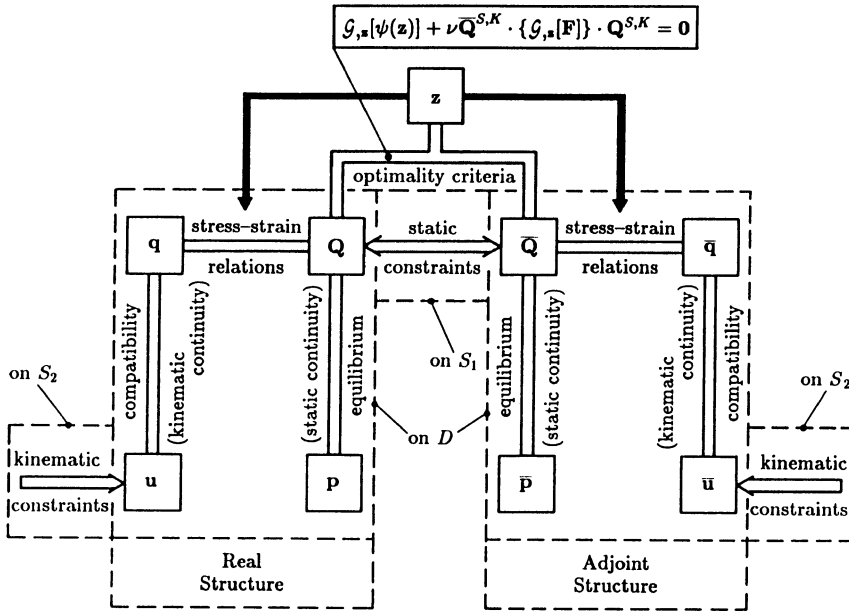 𝒢,𝐳[ψ(𝐳)] + ν𝐐̅^{S,K} · {𝒢,𝐳[𝐅]} · 𝐐^{S,K} = 𝟎
z
optimality criteria
q
stress–strain
relations
Q
static
constraints
Q̅
stress–strain
relations
q̅
compatibility
(kinematic
continuity)
(static continuity)
equilibrium
on S₁
equilibrium
(static continuity)
(kinematic
continuity)
compatibility
on S₂
on D
on S₂
kinematic
constraints
u
p
p̅
u̅
kinematic
constraints
Real
Structure
Adjoint
Structure